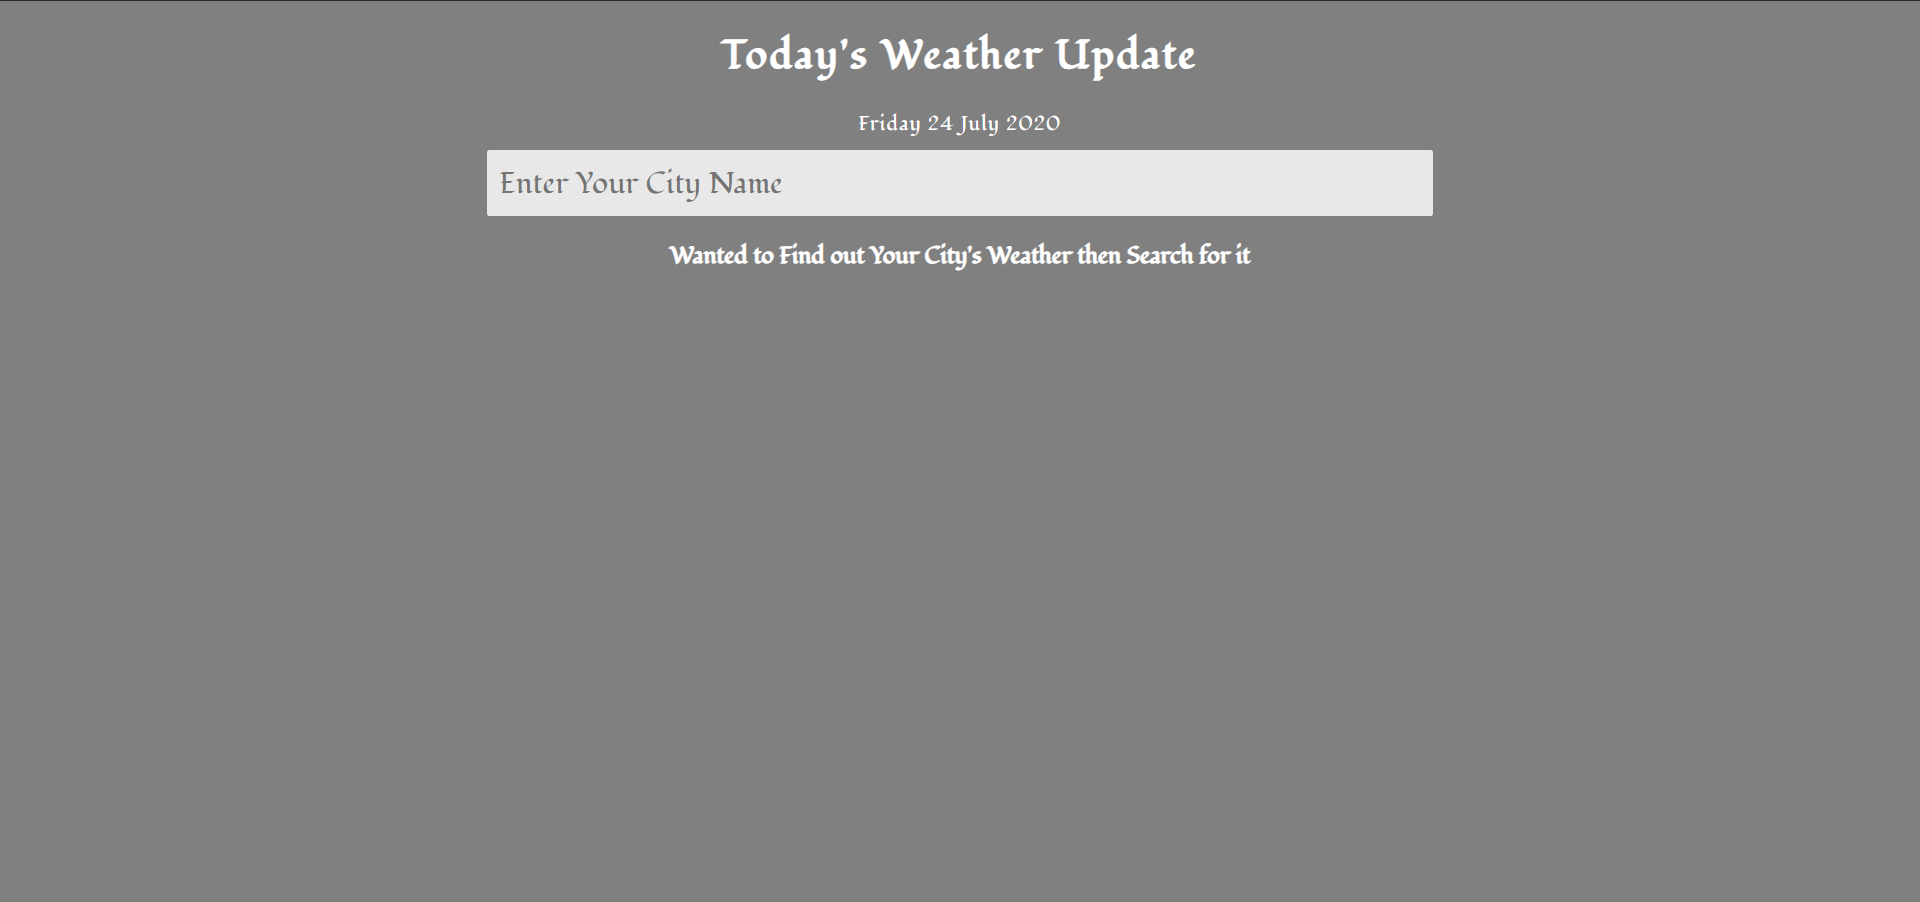 Today's Weather Update
Friday 24 July 2020
Enter Your City Name
Wanted to Find out Your City's Weather then Search for it